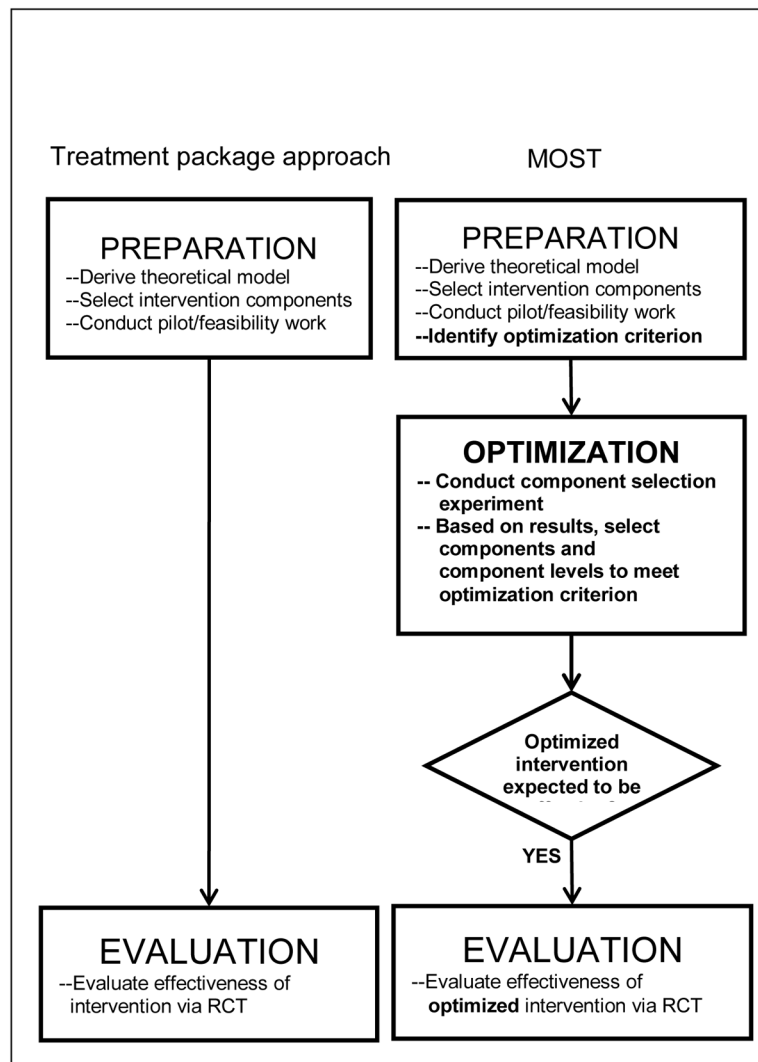 Treatment package approach
PREPARATION
--Derive theoretical model
--Select intervention components
--Conduct pilot/feasibility work
EVALUATION
--Evaluate effectiveness of
intervention via RCT
MOST
PREPARATION
--Derive theoretical model
--Select intervention components
--Conduct pilot/feasibility work
--Identify optimization criterion
OPTIMIZATION
-- Conduct component selection
experiment
-- Based on results, select
components and
component levels to meet
optimization criterion
Optimized
intervention
expected to be
YES
EVALUATION
--Evaluate effectiveness of
optimized intervention via RCT